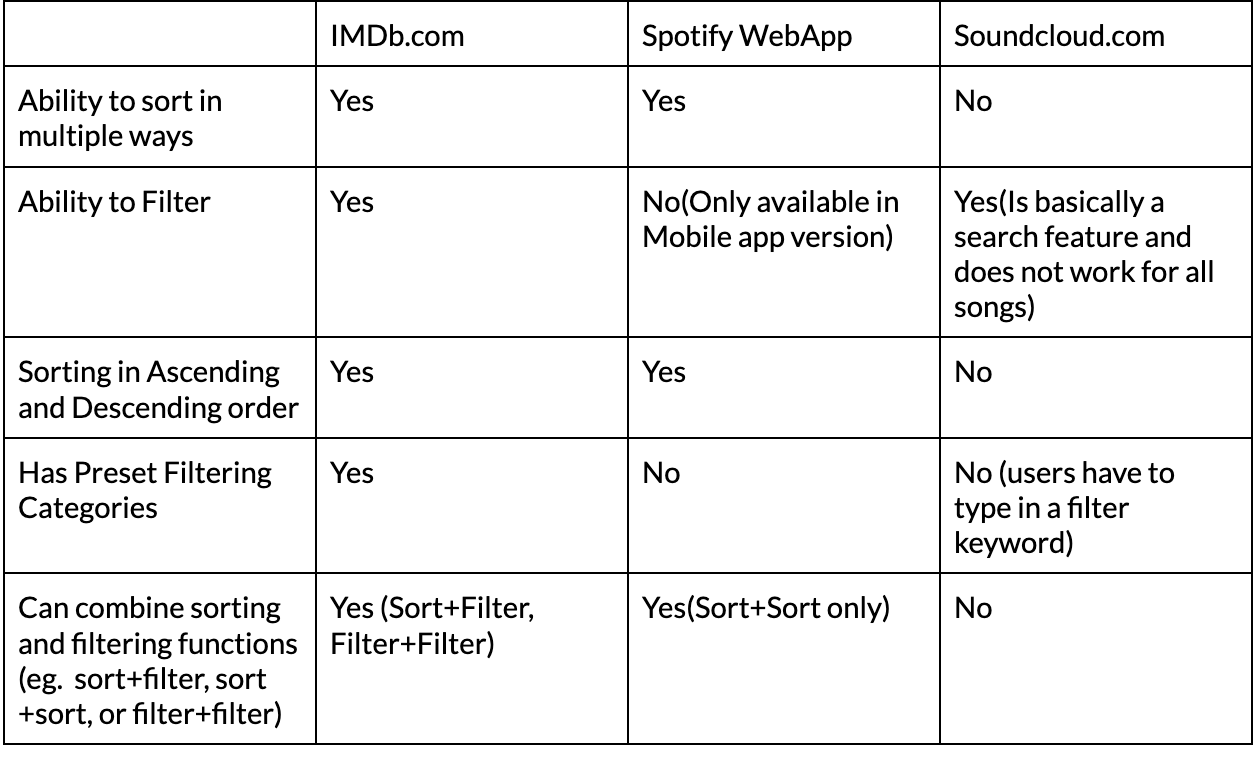 IMDb.com
Spotify WebApp
Soundcloud.com
Ability to sort in
multiple ways
Yes
Yes
No
Ability to Filter
Yes
No(Only available in
Mobile app version)
Yes(Is basically a
search feature and
does not work for all
songs)
Sorting in Ascending
and Descending order
Yes
Yes
No
Has Preset Filtering
Categories
Yes
No
No (users have to
type in a filter
keyword)
Can combine sorting
and filtering functions
(eg.  sort+filter, sort
+sort, or filter+filter)
Yes (Sort+Filter,
Filter+Filter)
Yes(Sort+Sort only)
No